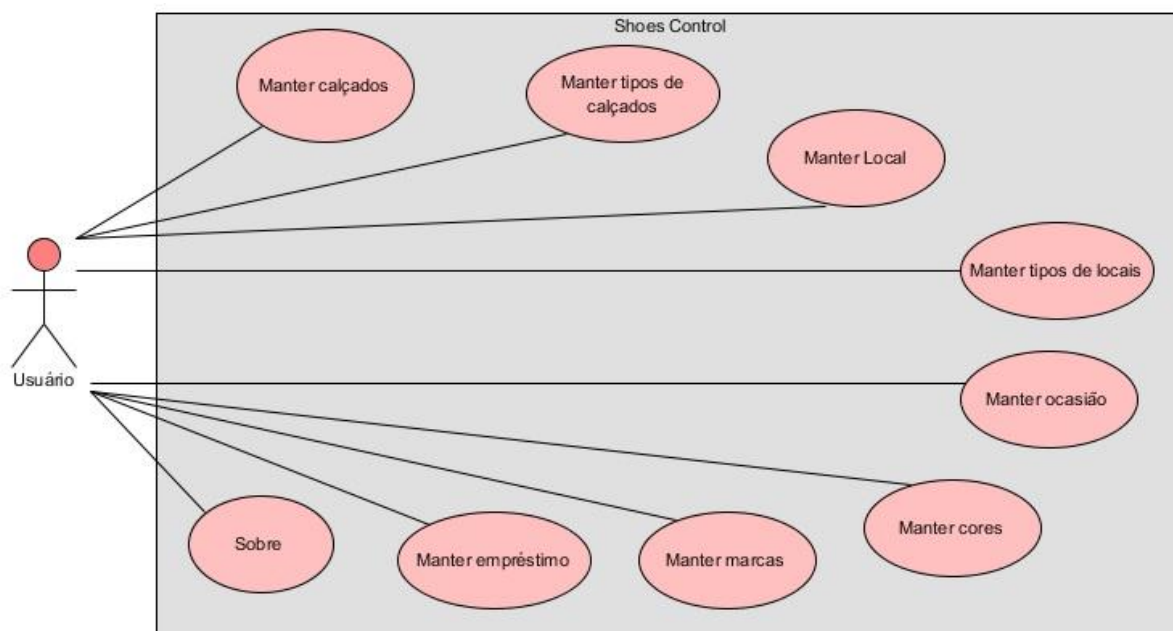 Shoes Control
Manter calçados
Manter tipos de
calçados
Manter Local
Manter tipos de locais
Usuário
Manter ocasião
Manter cores
Sobre
Manter empréstimo
Manter marcas